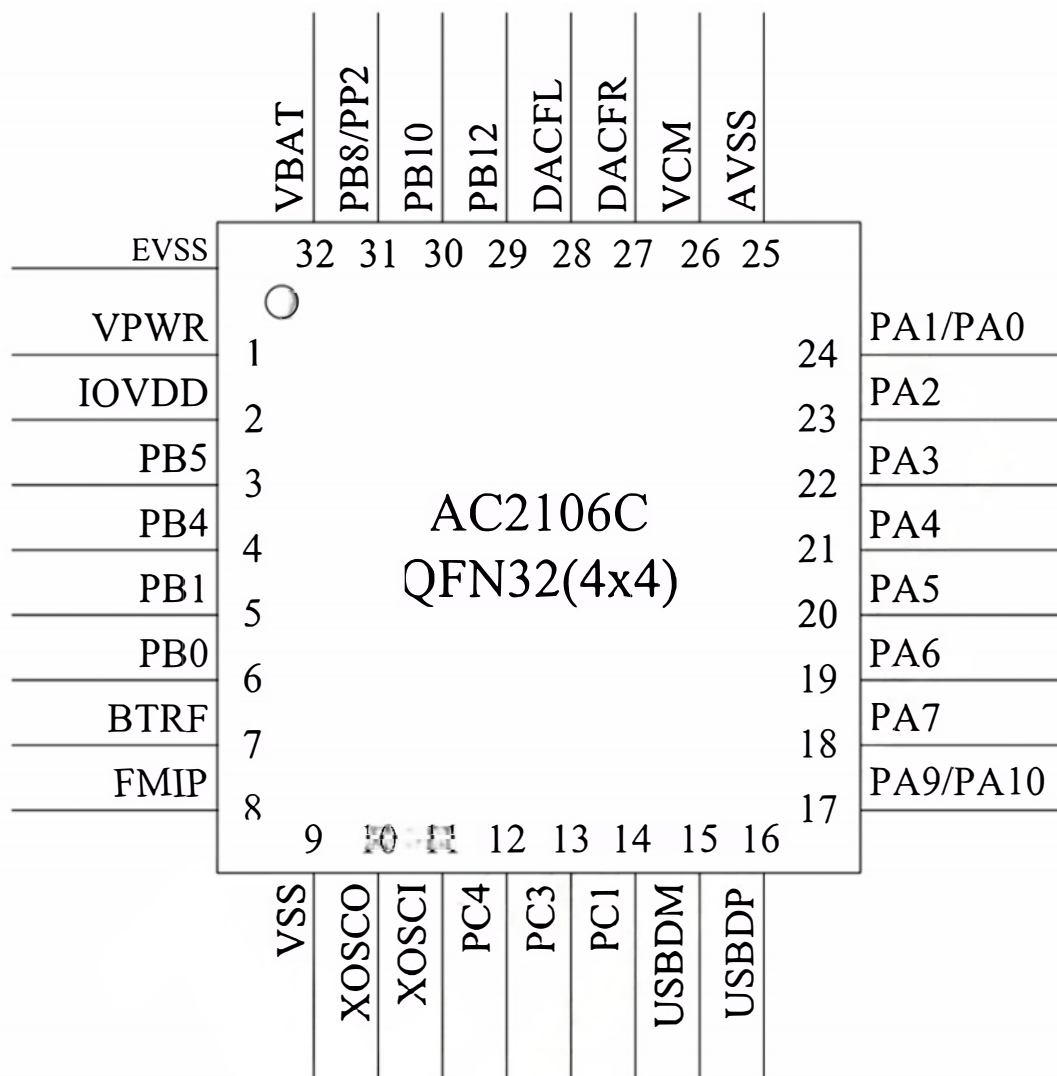 VBAT
PB8/PP2
PB10
PB12
DACFL
DACFR
VCM
AVSS
EVSS
32 31 30 29 28 27 26 25
VPWR 1
24 PA1/PA0
IOVDD 2
23 PA2
PB5 3
22 PA3
PB4 4
21 PA4
PB1 5
20 PA5
PB0 6
19 PA6
BTRF 7
18 PA7
FMIP 8
17 PA9/PA10
AC2106C
QFN32(4x4)
9 10 11 12 13 14 15 16
VSS
XOSCO
XOSCI
PC4
PC3
PC1
USBDM
USBDP